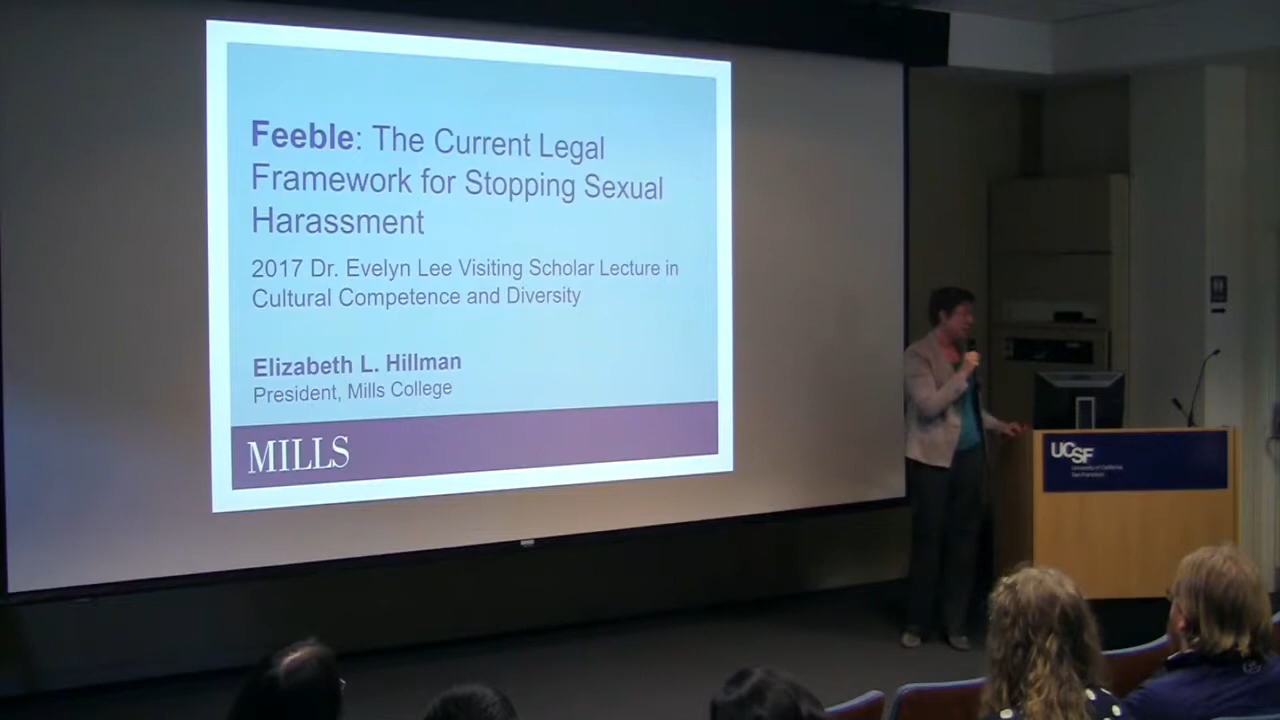 Feeble: The Current Legal
Framework for Stopping Sexual
Harassment
2017 Dr. Evelyn Lee Visiting Scholar Lecture in
Cultural Competence and Diversity
Elizabeth L. Hillman
President, Mills College
MILLS
UCSF
University of California
San Francisco